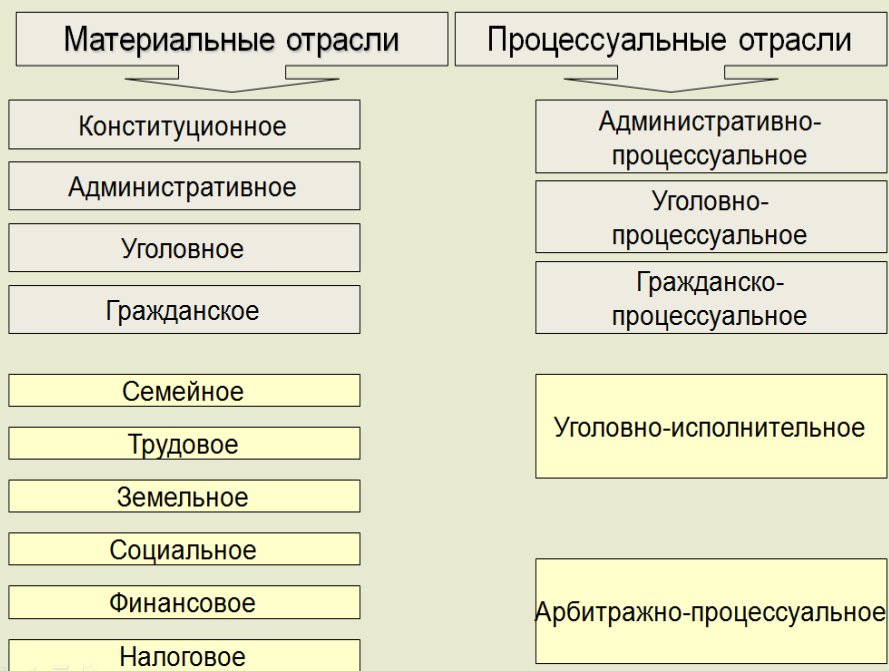 Материальные отрасли
Процессуальные отрасли
Конституционное
Административное
Уголовное
Гражданское
Семейное
Трудовое
Земельное
Социальное
Финансовое
Налоговое
Административно-
процессуальное
Уголовно-
процессуальное
Гражданско-
процессуальное
Уголовно-исполнительное
Арбитражно-процессуальное